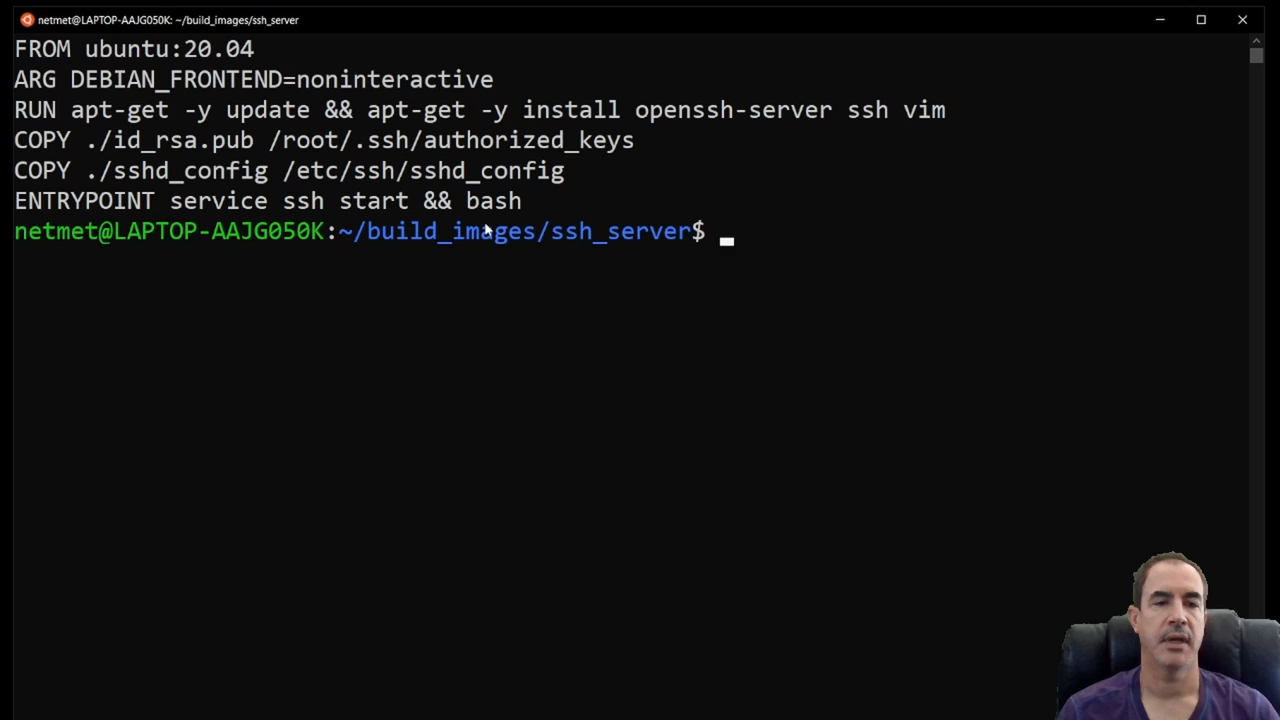 netmet@LAPTOP-AAJG050K: ~/build_images/ssh_server
FROM ubuntu:20.04
ARG DEBIAN_FRONTEND=noninteractive
RUN apt-get -y update && apt-get -y install openssh-server ssh vim
COPY ./id_rsa.pub /root/.ssh/authorized_keys
COPY ./sshd_config /etc/ssh/sshd_config
ENTRYPOINT service ssh start && bash
netmet@LAPTOP-AAJG050K:~/build_images/ssh_server$